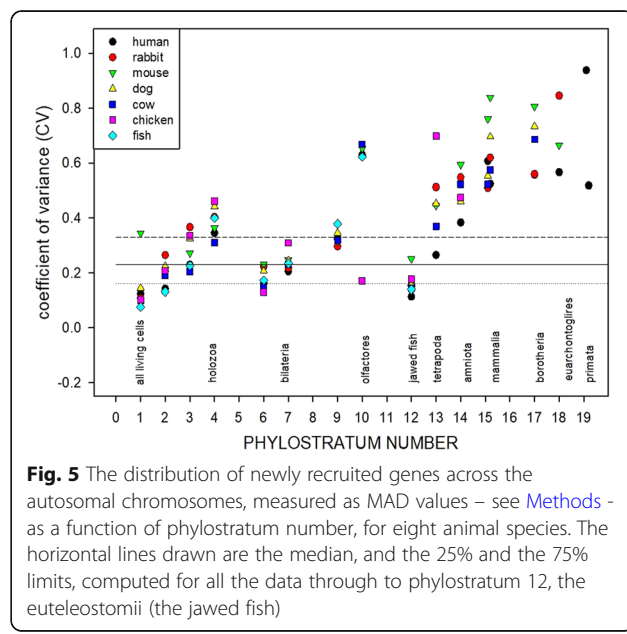 1.0
0.8
0.6
0.4
0.2
0.0
-0.2
coefficient of variance (CV)
human
rabbit
mouse
dog
cow
chicken
fish
all living cells
holozoa
bilateria
olfactores
jawed fish
tetrapoda
amniota
mammalia
borotheria
euarchontoglires
primata
0 1 2 3 4 5 6 7 8 9 10 11 12 13 14 15 16 17 18 19
PHYLOSTRATUM NUMBER
Fig. 5 The distribution of newly recruited genes across the
autosomal chromosomes, measured as MAD values – see Methods -
as a function of phylostratum number, for eight animal species. The
horizontal lines drawn are the median, and the 25% and the 75%
limits, computed for all the data through to phylostratum 12, the
euteleostomii (the jawed fish)